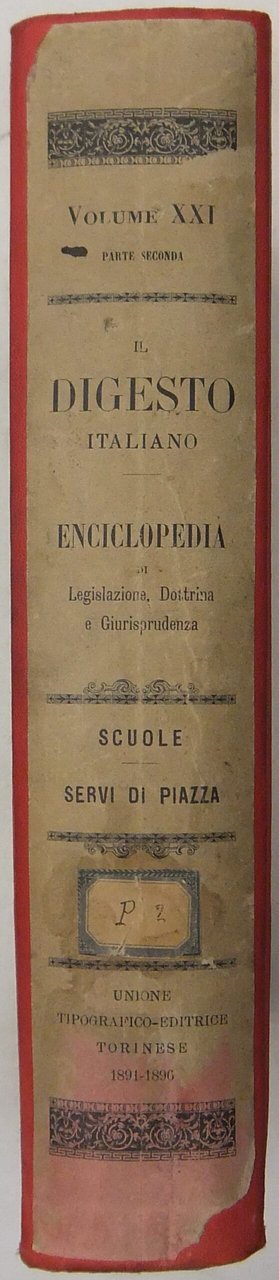 VOLUME XXI
PARTE SECONDA
IL
DIGESTO
ITALIANO
ENCICLOPEDIA
DI
Legislazione, Dottrina
e Giurisprudenza
SCUOLE
SERVI DI PIAZZA
P 2
UNIONE
TIPOGRAFICO-EDITRICE
TORINESE
1891-1896